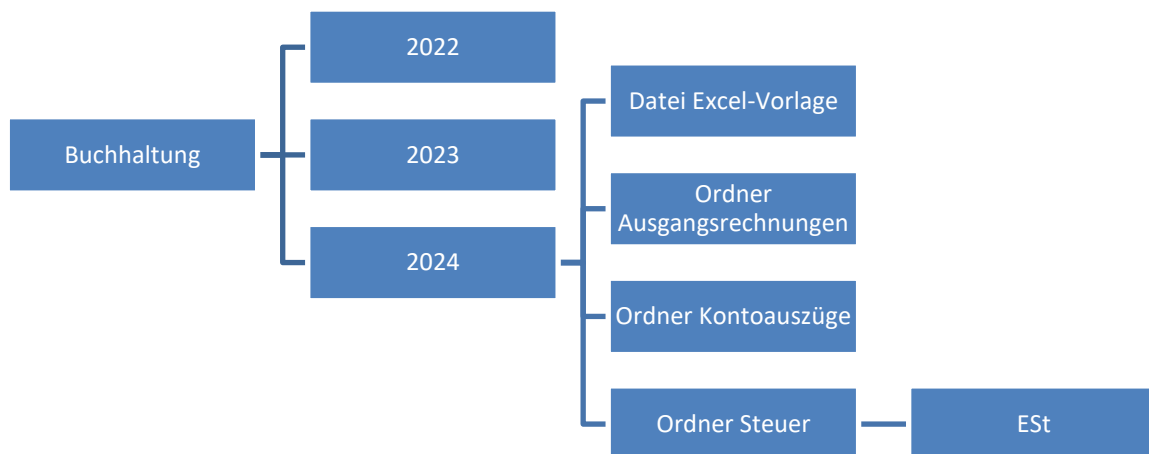 Buchhaltung
2022
2023
2024
Datei Excel-Vorlage
Ordner
Ausgangsrechnungen
Ordner Kontoauszüge
Ordner Steuer
ESt